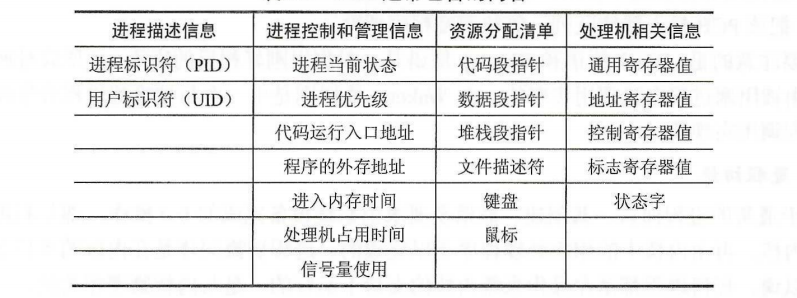 进程描述信息 进程控制和管理信息 资源分配清单 处理机相关信息
进程标识符（PID） 进程当前状态 代码段指针 通用寄存器值
用户标识符（UID） 进程优先级 数据段指针 地址寄存器值
代码运行入口地址 堆栈段指针 控制寄存器值
程序的外存地址 文件描述符 标志寄存器值
进入内存时间 键盘 状态字
处理机占用时间 鼠标
信号量使用